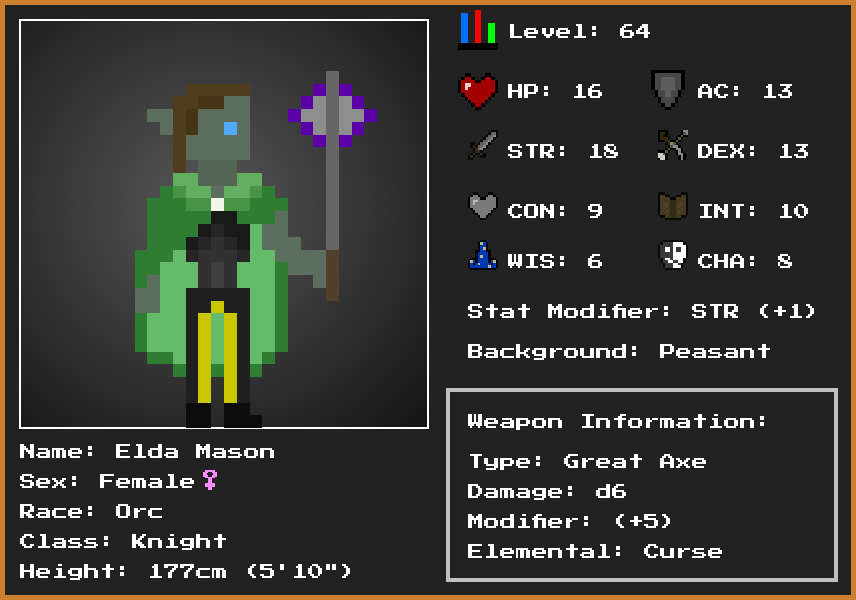 Level: 64
HP: 16 AC: 13
STR: 18 DEX: 13
CON: 9 INT: 10
WIS: 6 CHA: 8
Stat Modifier: STR (+1)
Background: Peasant
Weapon Information:
Type: Great Axe
Damage: d6
Modifier: (+5)
Elemental: Curse
Name: Elda Mason
Sex: Female♀
Race: Orc
Class: Knight
Height: 177cm (5'10")